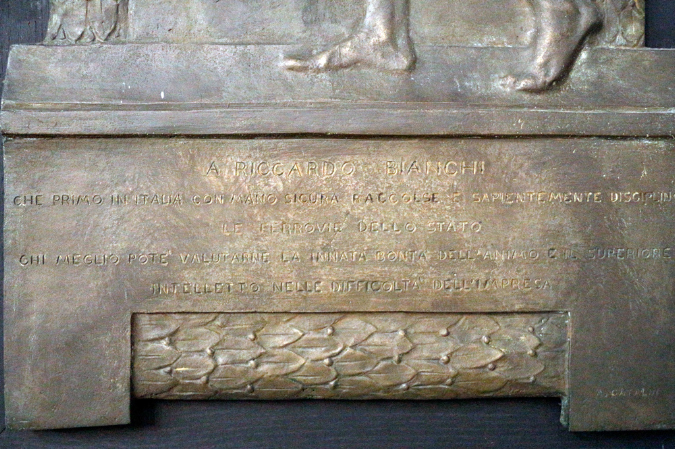 A RICCARDO BIANCHI
CHE PRIMO IN ITALIA CON MANO SICURA RACCOLSE E SAPIENTEMENTE DISCIPLIN
LE FERROVIE DELLO STATO
CHI MEGLIO POTÈ VALUTARNE LA INNATA BONTÀ DELL'ANIMO E IL SUPERIORE
INTELLETTO NELLE DIFFICOLTÀ DELL'IMPRESA